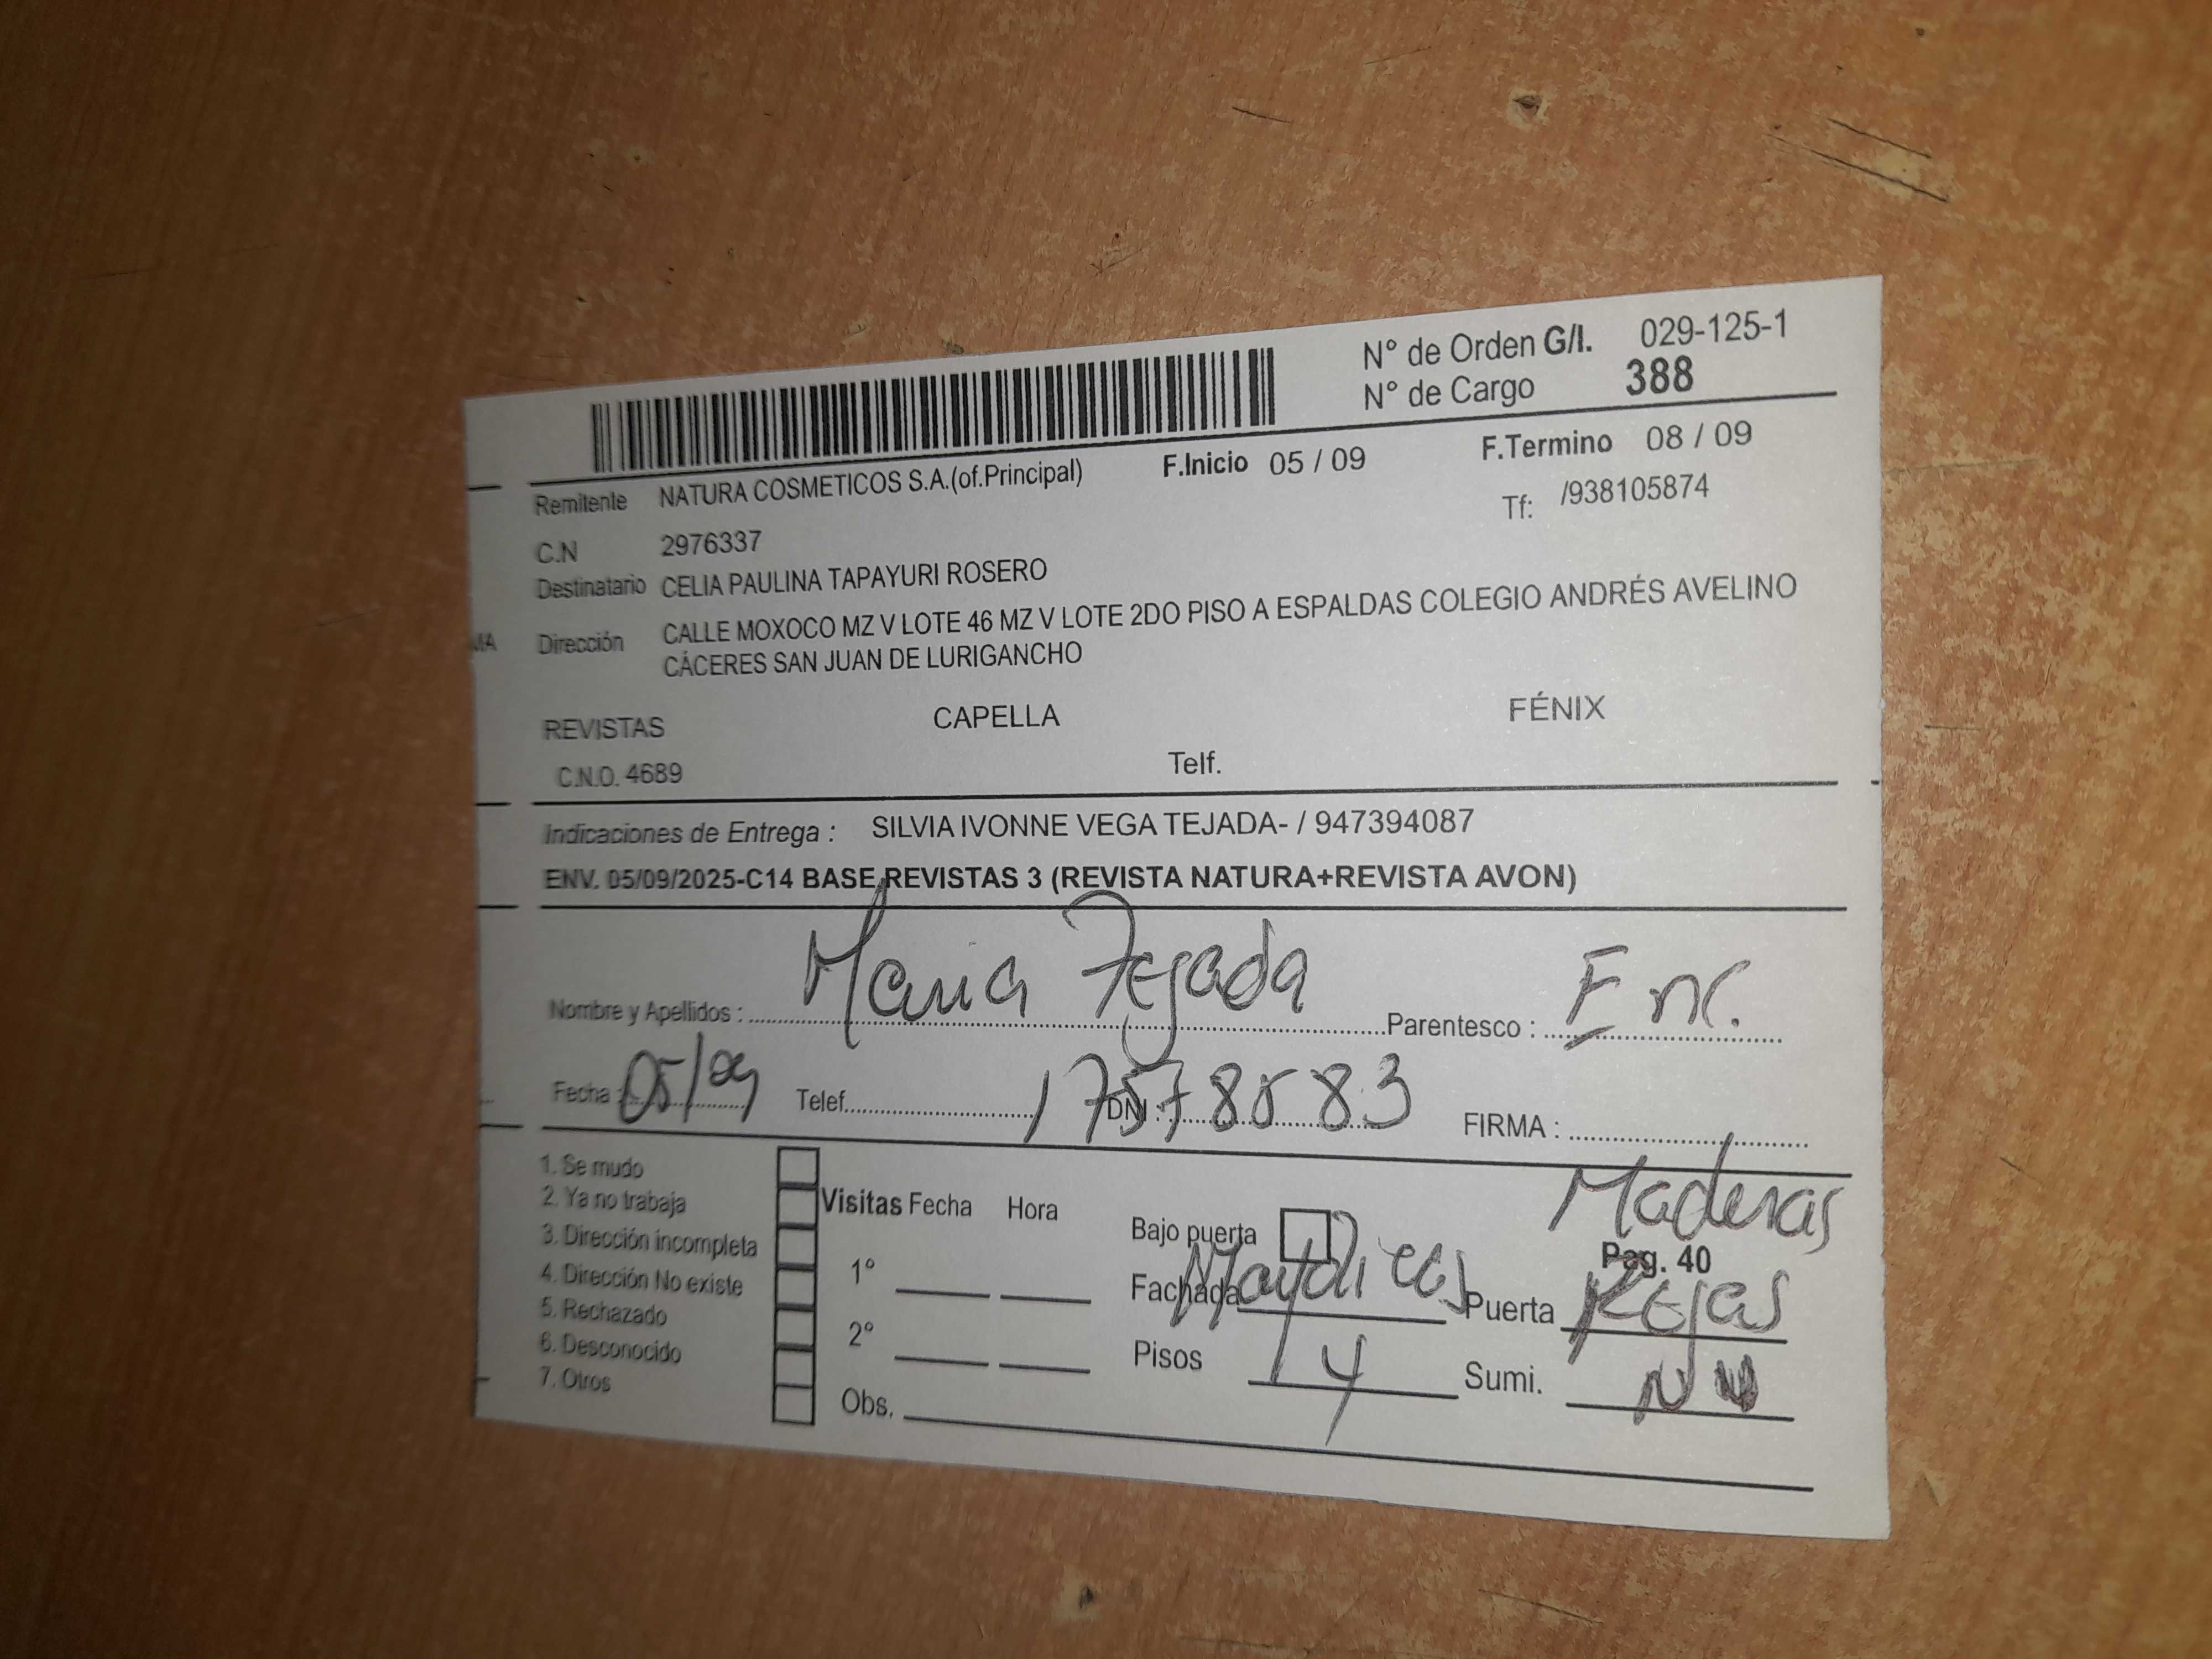 N° de Orden G/I. 029-125-1
N° de Cargo 388
F.Inicio 05 / 09 F.Termino 08 / 09
Remitente NATURA COSMETICOS S.A.(of.Principal) Tf: /938105874
C.N 2976337
Destinatario CELIA PAULINA TAPAYURI ROSERO
MA Dirección CALLE MOXOCO MZ V LOTE 46 MZ V LOTE 2DO PISO A ESPALDAS COLEGIO ANDRÉS AVELINO
CÁCERES SAN JUAN DE LURIGANCHO
REVISTAS CAPELLA FÉNIX
C.N.O. 4689 Telf.
Indicaciones de Entrega : SILVIA IVONNE VEGA TEJADA- / 947394087
ENV. 05/09/2025-C14 BASE REVISTAS 3 (REVISTA NATURA+REVISTA AVON)
Nombre y Apellidos : Maria Tejada Parentesco : Enc.
Fecha : 05/09 Telef. DNI : FIRMA :
1. Se mudo
2. Ya no trabaja
3. Dirección incompleta
4. Dirección No existe
5. Rechazado
6. Desconocido
7. Otros
Visitas Fecha Hora
1°
2°
Obs.
Bajo puerta
Fachada
Pisos 4
Maderas
Pag. 40
Puerta Rejas
Sumi.